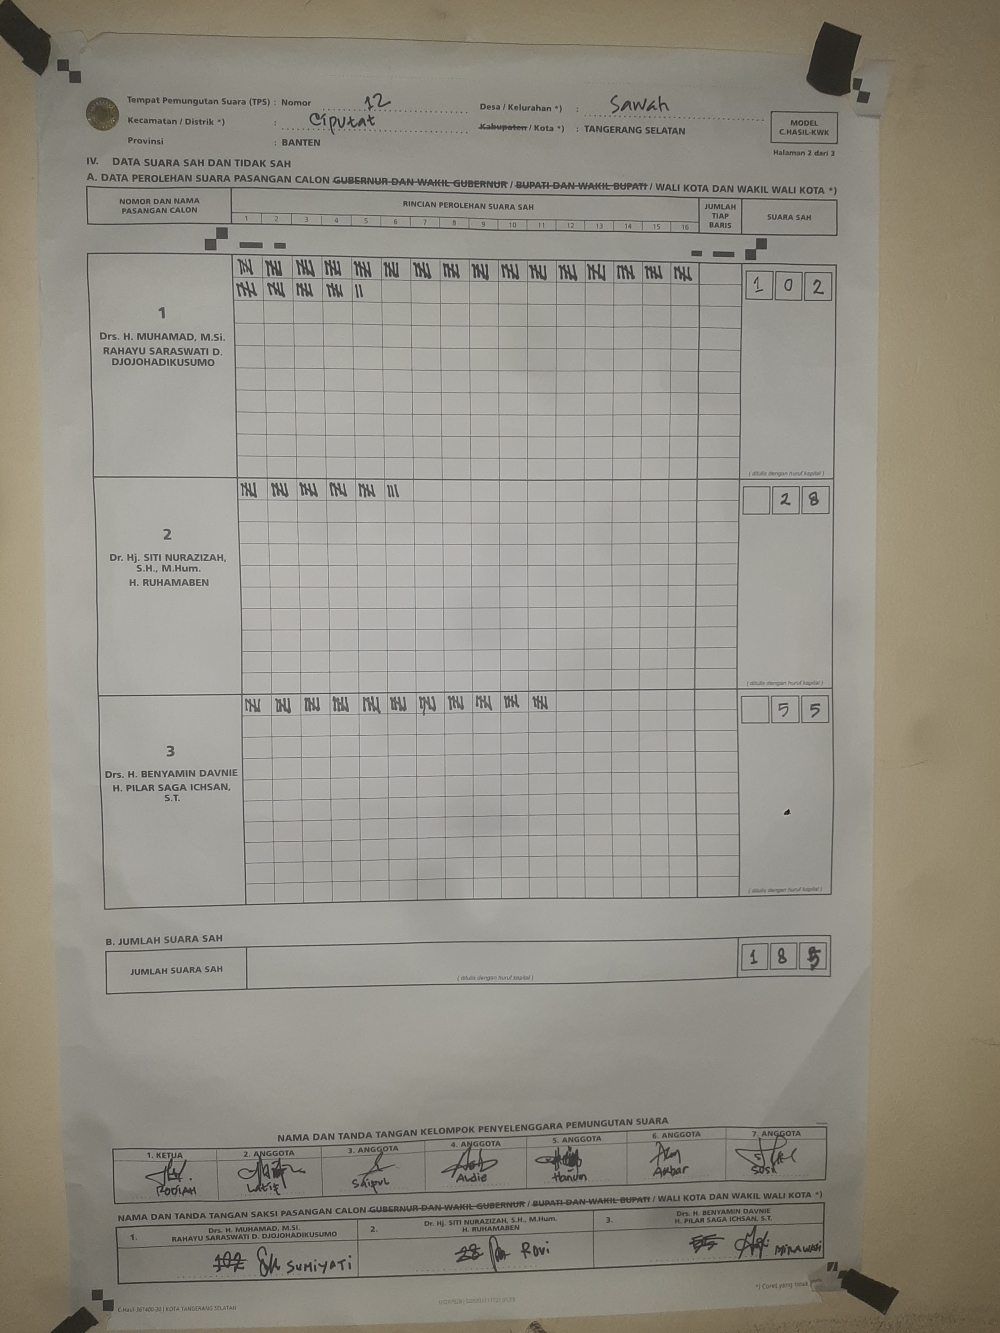 Tempat Pemungutan Suara (TPS) : Nomor 12 Desa / Kelurahan *) : Sawah
Kecamatan / Distrik *) : Ciputat Kabupaten / Kota *) : TANGERANG SELATAN
Provinsi : BANTEN
MODEL
C.HASIL-KWK
Halaman 2 dari 3
IV. DATA SUARA SAH DAN TIDAK SAH
A. DATA PEROLEHAN SUARA PASANGAN CALON GUBERNUR DAN WAKIL GUBERNUR / BUPATI DAN WAKIL BUPATI / WALI KOTA DAN WAKIL WALI KOTA *)
NOMOR DAN NAMA
PASANGAN CALON
RINCIAN PEROLEHAN SUARA SAH
1 2 3 4 5 6 7 8 9 10 11 12 13 14 15 16
JUMLAH
TIAP
BARIS
SUARA SAH
1
Drs. H. MUHAMAD, M.Si.
RAHAYU SARASWATI D.
DJOJOHADIKUSUMO
1 0 2
( ditulis dengan huruf kapital )
2
Dr. Hj. SITI NURAZIZAH,
S.H., M.Hum.
H. RUHAMABEN
2 8
( ditulis dengan huruf kapital )
3
Drs. H. BENYAMIN DAVNIE
H. PILAR SAGA ICHSAN,
S.T.
5 5
( ditulis dengan huruf kapital )
B. JUMLAH SUARA SAH
JUMLAH SUARA SAH
( ditulis dengan huruf kapital )
1 8 5
NAMA DAN TANDA TANGAN KELOMPOK PENYELENGGARA PEMUNGUTAN SUARA
1. KETUA 2. ANGGOTA 3. ANGGOTA 4. ANGGOTA 5. ANGGOTA 6. ANGGOTA 7. ANGGOTA
RODIAH Latif Saipul Aldie Hanum Ambar Susi
NAMA DAN TANDA TANGAN SAKSI PASANGAN CALON GUBERNUR DAN WAKIL GUBERNUR / BUPATI DAN WAKIL BUPATI / WALI KOTA DAN WAKIL WALI KOTA *)
1. Drs. H. MUHAMAD, M.Si.
RAHAYU SARASWATI D. DJOJOHADIKUSUMO
102 SUMIYATI
2. Dr. Hj. SITI NURAZIZAH, S.H., M.Hum.
H. RUHAMABEN
28 Rovi
3. Drs. H. BENYAMIN DAVNIE
H. PILAR SAGA ICHSAN, S.T.
55 MIRAWATI
*) Coret yang tidak
KOTA TANGERANG SELATAN